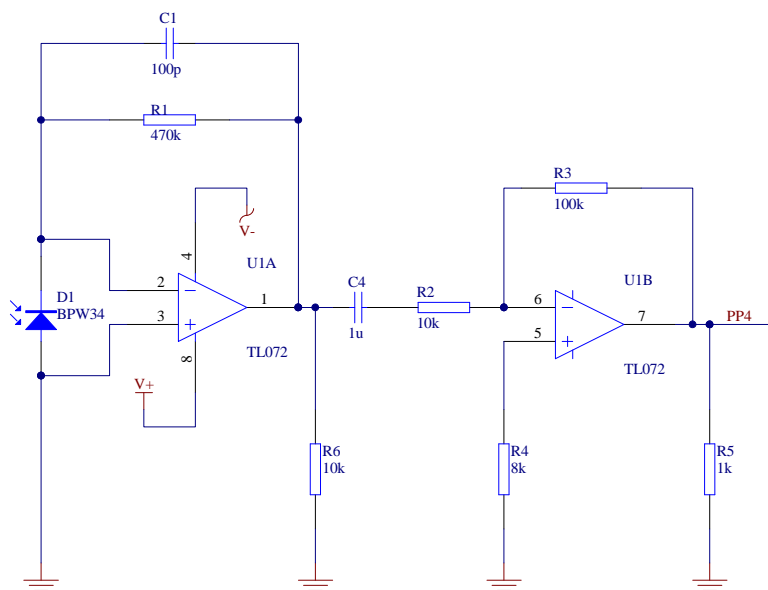 C1
100p
R1
470k
V-
4
U1A
2
3
1
8
TL072
D1
BPW34
V+
C4
1u
R2
10k
R3
100k
U1B
6
5
7
TL072
PP4
R6
10k
R4
8k
R5
1k